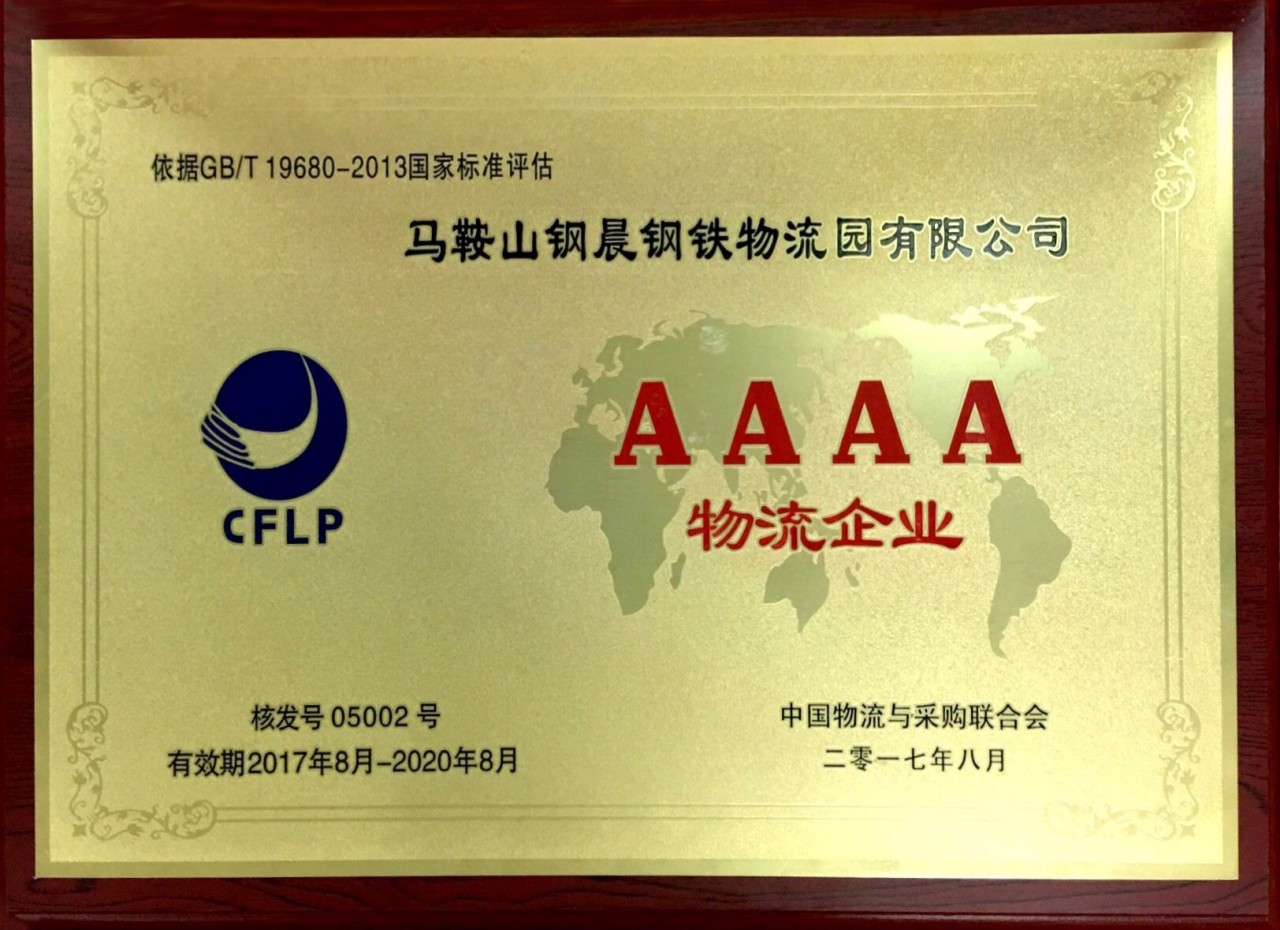 依据GB/T 19680-2013国家标准评估
马鞍山钢晨钢铁物流园有限公司
AAAA
物流企业
CFLP
核发号 05002 号
有效期2017年8月-2020年8月
中国物流与采购联合会
二零一七年八月